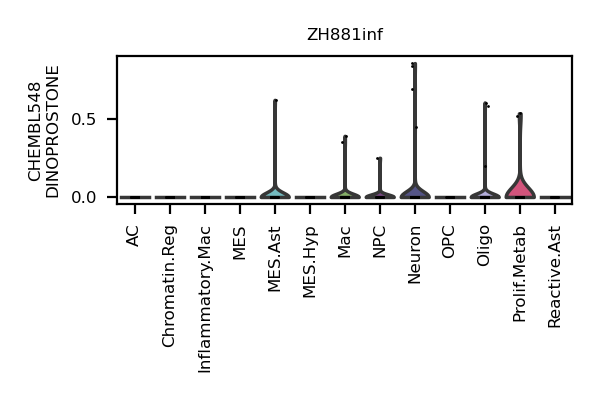 ZH881inf
CHEMBL548
DINOPROSTONE
0.5
0.0
AC
Chromatin.Reg
Inflammatory.Mac
MES
MES.Ast
MES.Hyp
Mac
NPC
Neuron
OPC
Oligo
Prolif.Metab
Reactive.Ast